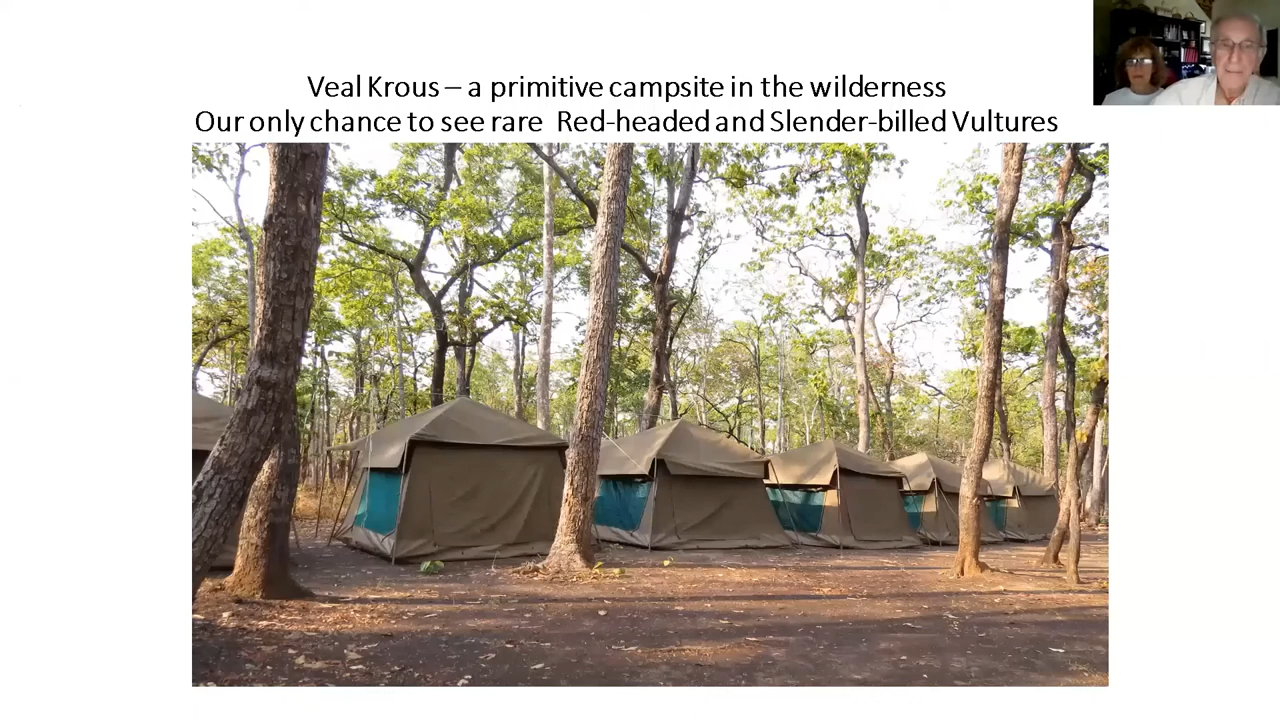 Veal Krous – a primitive campsite in the wilderness
Our only chance to see rare Red-headed and Slender-billed Vultures